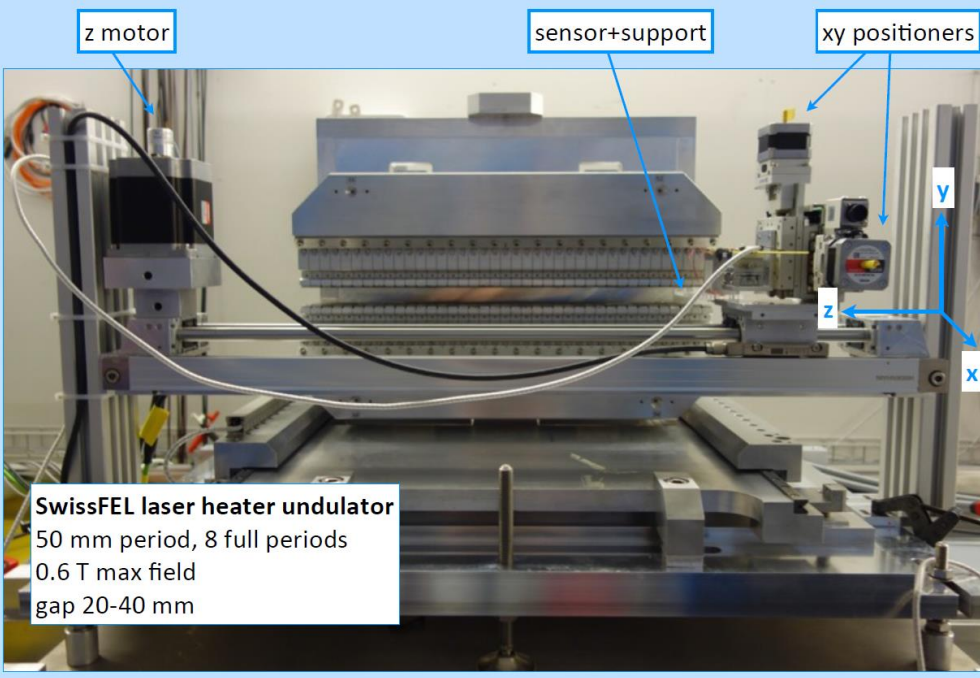 z motor
sensor+support
xy positioners
y
z
x
SwissFEL laser heater undulator
50 mm period, 8 full periods
0.6 T max field
gap 20-40 mm